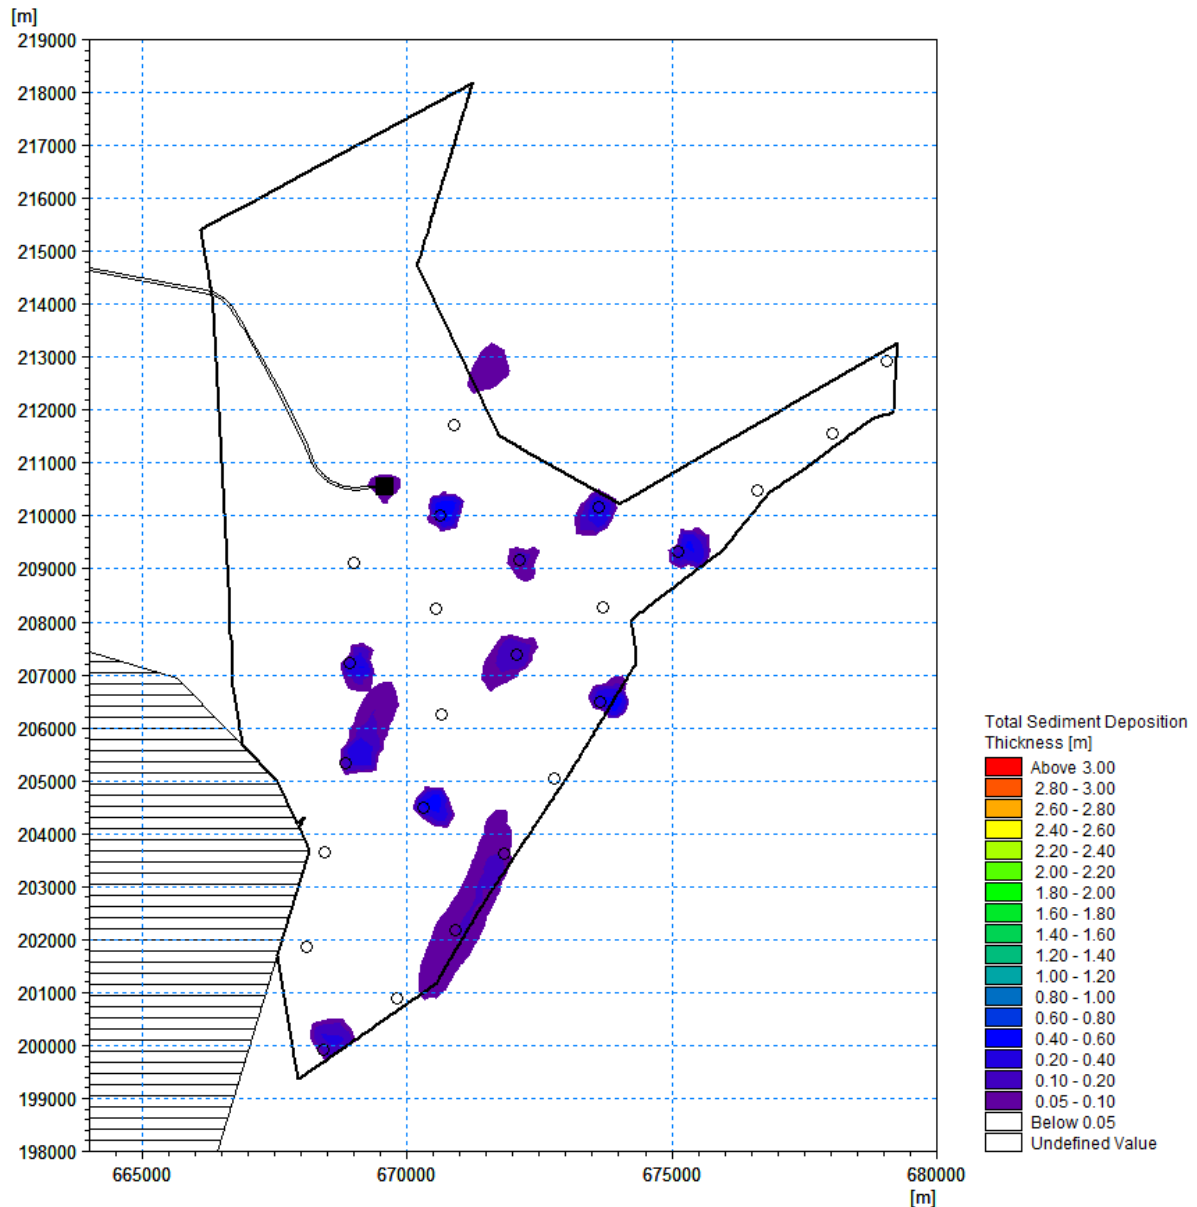 [m]
219000
218000
217000
216000
215000
214000
213000
212000
211000
210000
209000
208000
207000
206000
205000
204000
203000
202000
201000
200000
199000
198000
665000 670000 675000 680000
[m]
Total Sediment Deposition
Thickness [m]
Above 3.00
2.80 - 3.00
2.60 - 2.80
2.40 - 2.60
2.20 - 2.40
2.00 - 2.20
1.80 - 2.00
1.60 - 1.80
1.40 - 1.60
1.20 - 1.40
1.00 - 1.20
0.80 - 1.00
0.60 - 0.80
0.40 - 0.60
0.20 - 0.40
0.10 - 0.20
0.05 - 0.10
Below 0.05
Undefined Value